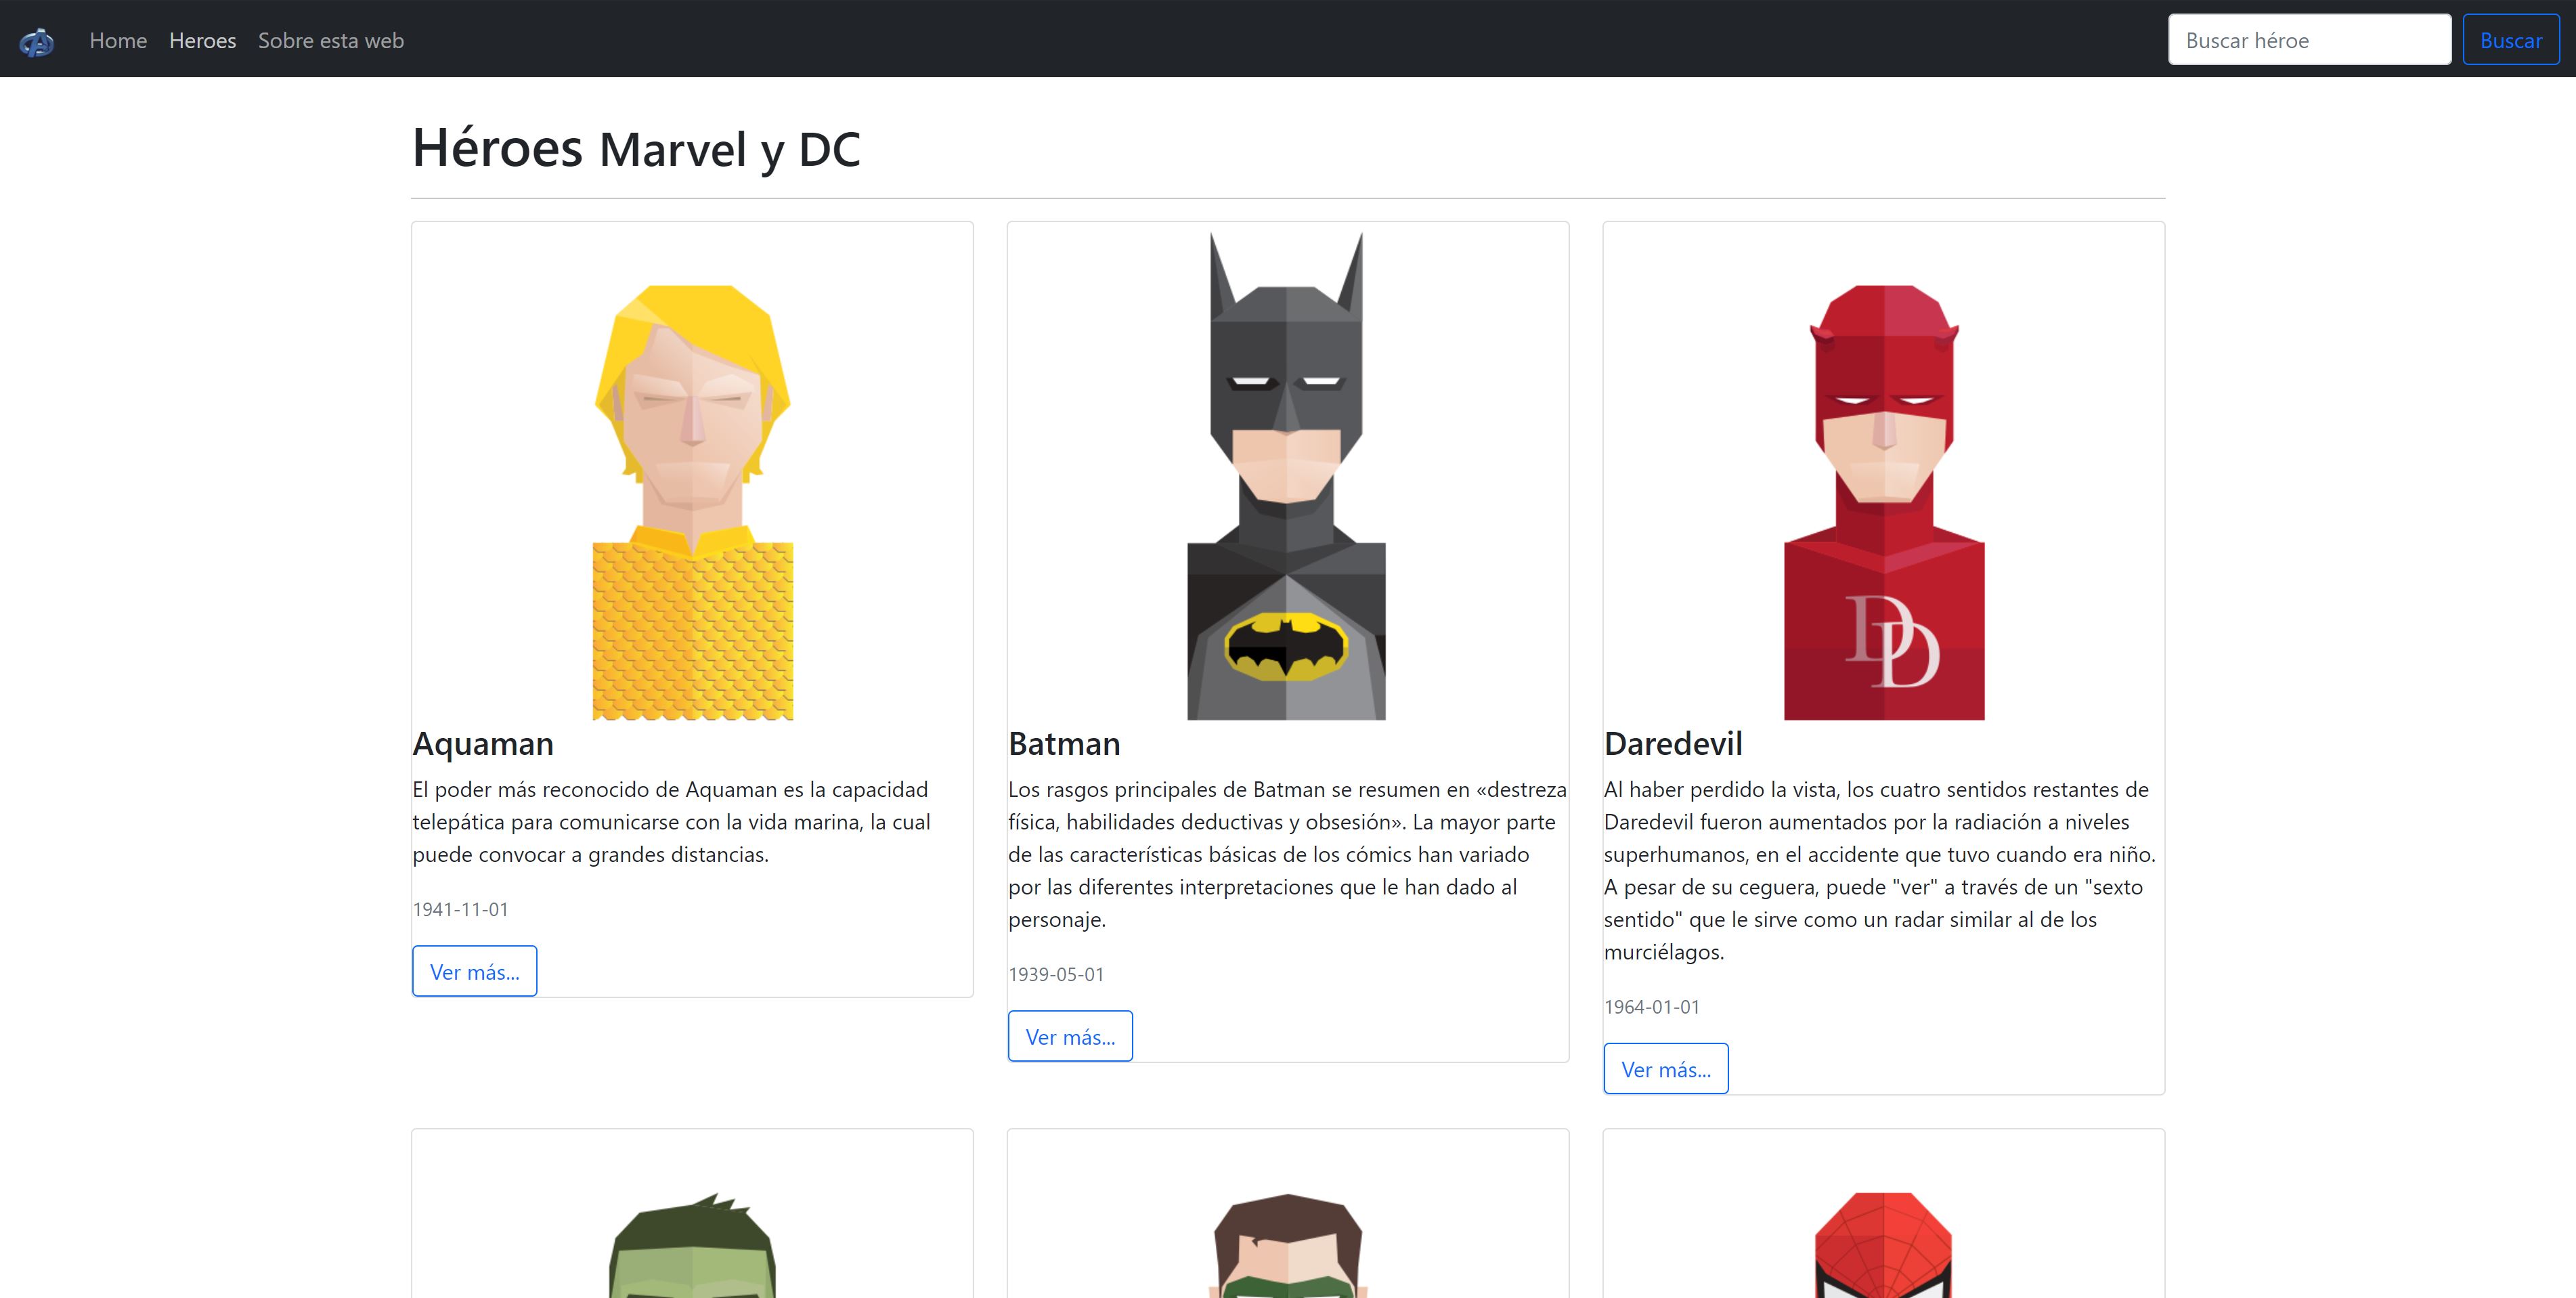 Home Heroes Sobre esta web Buscar héroe Buscar
Héroes Marvel y DC
DD
Aquaman
El poder más reconocido de Aquaman es la capacidad
telepática para comunicarse con la vida marina, la cual
puede convocar a grandes distancias.
1941-11-01
Ver más...
Batman
Los rasgos principales de Batman se resumen en «destreza
física, habilidades deductivas y obsesión». La mayor parte
de las características básicas de los cómics han variado
por las diferentes interpretaciones que le han dado al
personaje.
1939-05-01
Ver más...
Daredevil
Al haber perdido la vista, los cuatro sentidos restantes de
Daredevil fueron aumentados por la radiación a niveles
superhumanos, en el accidente que tuvo cuando era niño.
A pesar de su ceguera, puede "ver" a través de un "sexto
sentido" que le sirve como un radar similar al de los
murciélagos.
1964-01-01
Ver más...